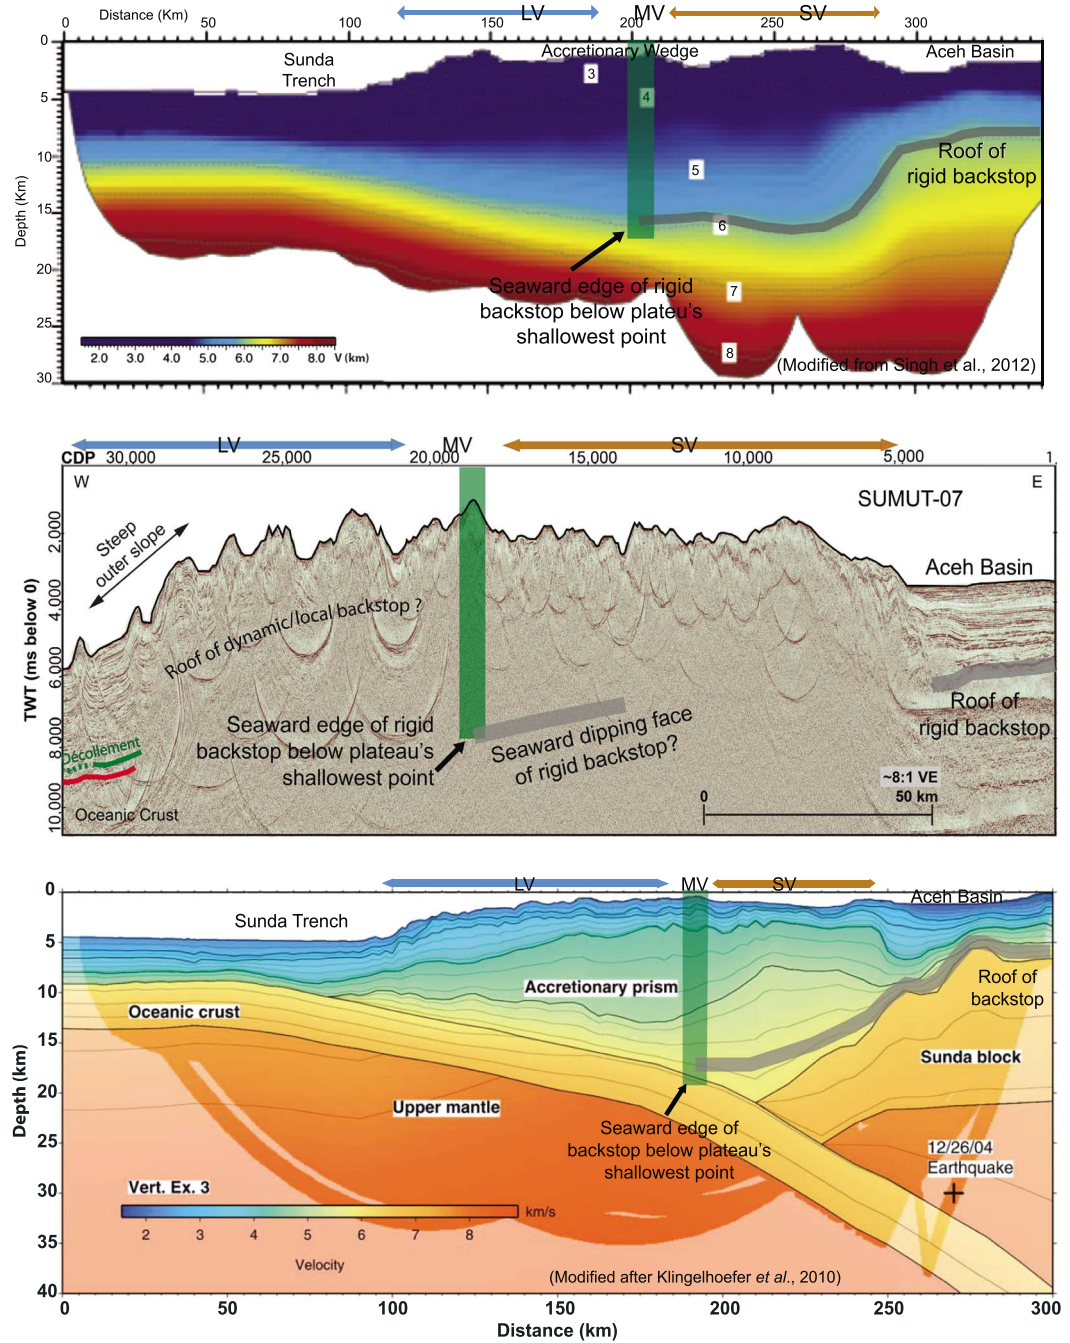 Distance (Km)
LV MV SV
0 50 100 150 200 250 300
Sunda
Trench
Accretionary Wedge
Aceh Basin
3
4
5
6
7
8
Roof of
rigid backstop
Seaward edge of rigid
backstop below plateu's
shallowest point
Depth (Km)
0
5
10
15
20
25
30
2.0 3.0 4.0 5.0 6.0 7.0 8.0 V (km)
(Modified from Singh et al., 2012)
LV MV SV
CDP 30,000 25,000 20,000 15,000 10,000 5,000 1
W
E
SUMUT-07
Steep
outer slope
Aceh Basin
Roof of dynamic/local backstop ?
Roof of
rigid backstop
Seaward edge of rigid
backstop below plateau's
shallowest point
Seaward dipping face
of rigid backstop?
Décollement
Oceanic Crust
~8:1 VE
0 50 km
TWT (ms below 0)
2,000
4,000
6,000
8,000
10,000
LV MV SV
Sunda Trench
Aceh Basin
Accretionary prism
Oceanic crust
Roof of
backstop
Sunda block
Upper mantle
Seaward edge of
backstop below plateau's
shallowest point
12/26/04
Earthquake
Vert. Ex. 3
km/s
2 3 4 5 6 7 8
Velocity
(Modified after Klingelhoefer et al., 2010)
Depth (km)
0
5
10
15
20
25
30
35
40
0 50 100 150 200 250 300
Distance (km)